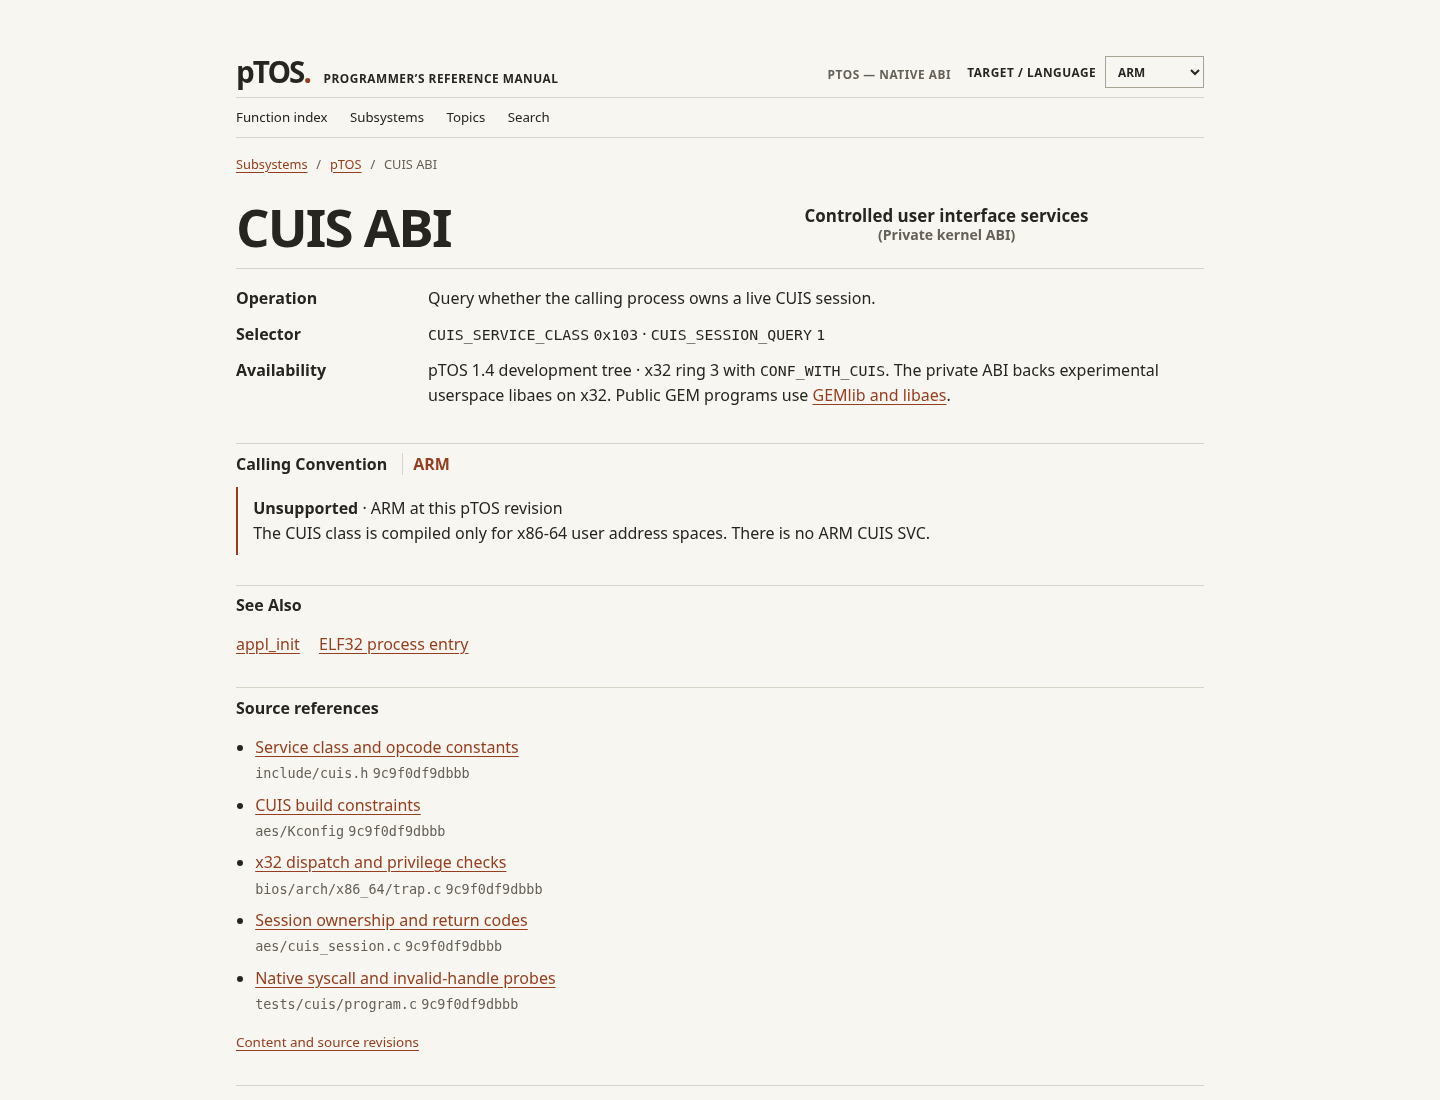 pTOS. PROGRAMMER’S REFERENCE MANUAL
PTOS — NATIVE ABI TARGET / LANGUAGE ARM
Function index Subsystems Topics Search
Subsystems / pTOS / CUIS ABI
CUIS ABI
Controlled user interface services
(Private kernel ABI)
Operation Query whether the calling process owns a live CUIS session.
Selector CUIS_SERVICE_CLASS 0x103 · CUIS_SESSION_QUERY 1
Availability pTOS 1.4 development tree · x32 ring 3 with CONF_WITH_CUIS. The private ABI backs experimental
userspace libaes on x32. Public GEM programs use GEMlib and libaes.
Calling Convention ARM
Unsupported · ARM at this pTOS revision
The CUIS class is compiled only for x86-64 user address spaces. There is no ARM CUIS SVC.
See Also
appl_init ELF32 process entry
Source references
Service class and opcode constants
include/cuis.h 9c9f0df9dbbb
CUIS build constraints
aes/Kconfig 9c9f0df9dbbb
x32 dispatch and privilege checks
bios/arch/x86_64/trap.c 9c9f0df9dbbb
Session ownership and return codes
aes/cuis_session.c 9c9f0df9dbbb
Native syscall and invalid-handle probes
tests/cuis/program.c 9c9f0df9dbbb
Content and source revisions